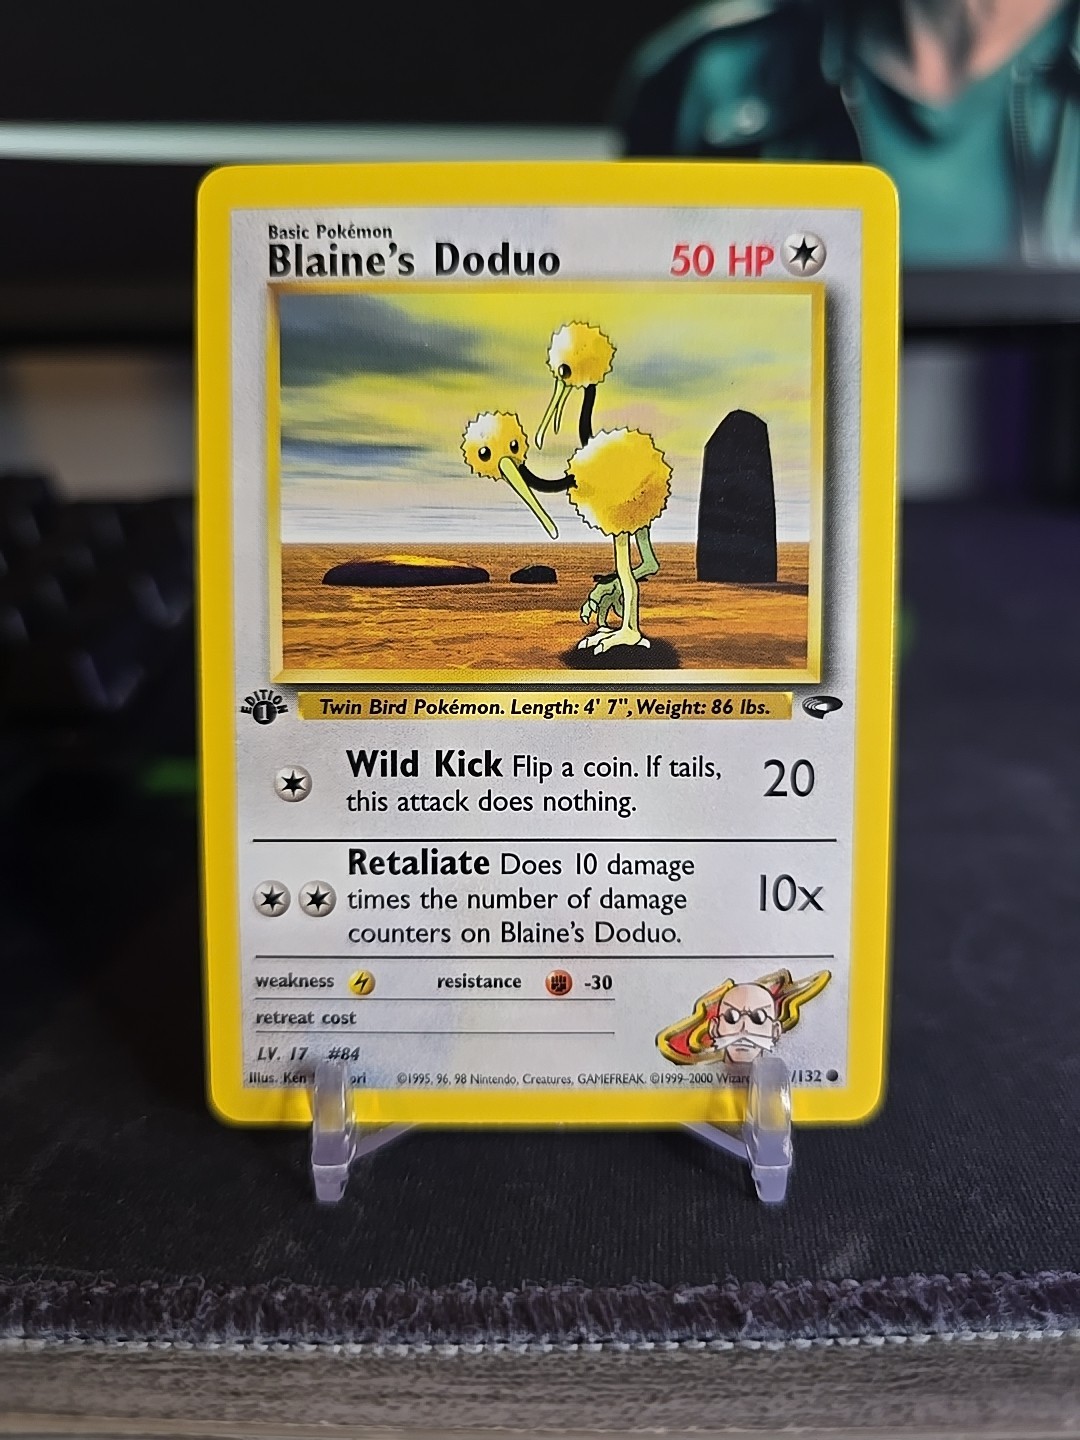 Basic Pokémon
Blaine's Doduo 50 HP
EDITION
1
Twin Bird Pokémon. Length: 4' 7", Weight: 86 lbs.
Wild Kick Flip a coin. If tails, 20
this attack does nothing.
Retaliate Does 10 damage
times the number of damage 10x
counters on Blaine's Doduo.
weakness resistance -30
retreat cost
LV. 17 #84
Illus. Ken ©1995, 96, 98 Nintendo, Creatures, GAMEFREAK. ©1999–2000 /132